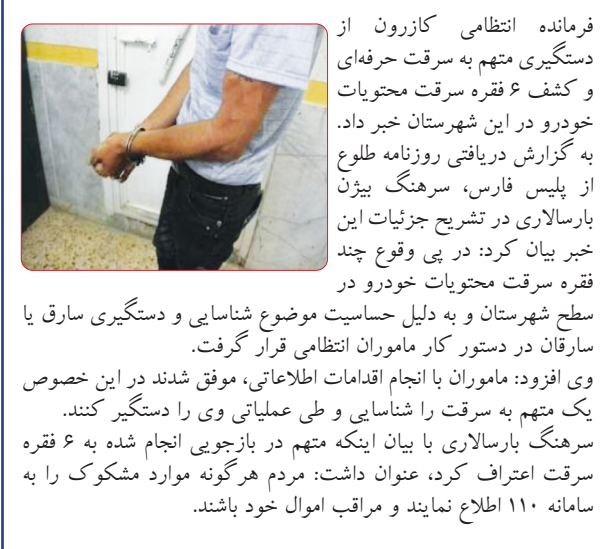 فرمانده انتظامی کازرون از
دستگیری متهم به سرقت حرفه‌ای
و کشف ۶ فقره سرقت محتویات
خودرو در این شهرستان خبر داد.
به گزارش دریافتی روزنامه طلوع
از پلیس فارس، سرهنگ بیژن
بارسالاری در تشریح جزئیات این
خبر بیان کرد: در پی وقوع چند
فقره سرقت محتویات خودرو در
سطح شهرستان و به دلیل حساسیت موضوع شناسایی و دستگیری سارق یا
سارقان در دستور کار ماموران انتظامی قرار گرفت.
وی افزود: ماموران با انجام اقدامات اطلاعاتی، موفق شدند در این خصوص
یک متهم به سرقت را شناسایی و طی عملیاتی وی را دستگیر کنند.
سرهنگ بارسالاری با بیان اینکه متهم در بازجویی انجام شده به ۶ فقره
سرقت اعتراف کرد، عنوان داشت: مردم هرگونه موارد مشکوک را به
سامانه ۱۱۰ اطلاع نمایند و مراقب اموال خود باشند.